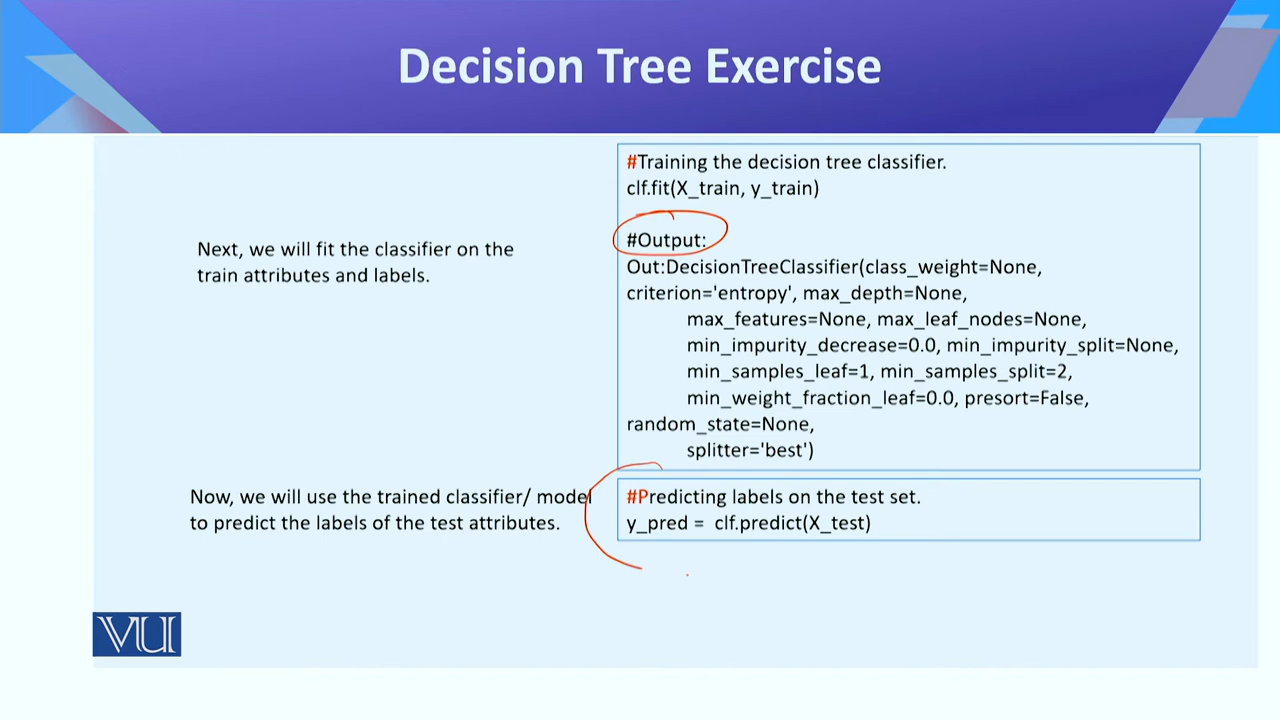 Decision Tree Exercise
Next, we will fit the classifier on the
train attributes and labels.
#Training the decision tree classifier.
clf.fit(X_train, y_train)
#Output:
Out:DecisionTreeClassifier(class_weight=None,
criterion='entropy', max_depth=None,
max_features=None, max_leaf_nodes=None,
min_impurity_decrease=0.0, min_impurity_split=None,
min_samples_leaf=1, min_samples_split=2,
min_weight_fraction_leaf=0.0, presort=False,
random_state=None,
splitter='best')
Now, we will use the trained classifier/ model
to predict the labels of the test attributes.
#Predicting labels on the test set.
y_pred = clf.predict(X_test)
VU